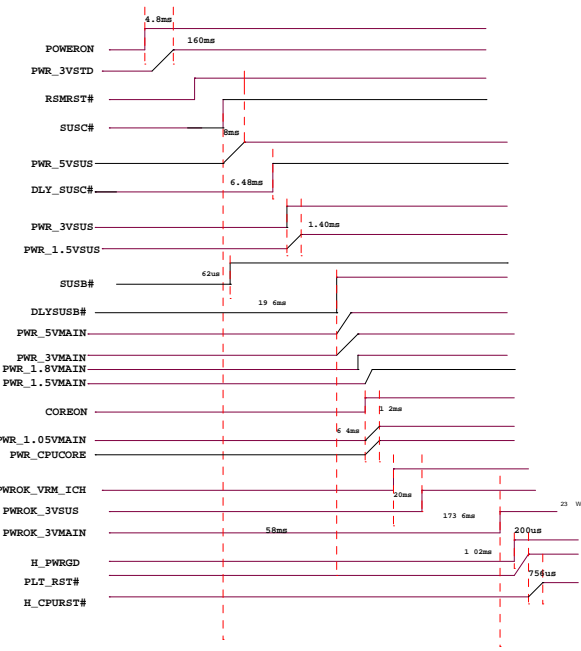 4.8ms
160ms
POWERON
PWR_3VSTD
RSMRST#
SUSC#
8ms
PWR_5VSUS
6.48ms
DLY_SUSC#
PWR_3VSUS
1.40ms
PWR_1.5VSUS
62us
SUSB#
19 6ms
DLYSUSB#
PWR_5VMAIN
PWR_3VMAIN
PWR_1.8VMAIN
PWR_1.5VMAIN
COREON
1 2ms
6 4ms
PWR_1.05VMAIN
PWR_CPUCORE
PWROK_VRM_ICH
20ms
PWROK_3VSUS
173 6ms
23 W
PWROK_3VMAIN
58ms
200us
1 02ms
H_PWRGD
756us
PLT_RST#
H_CPURST#